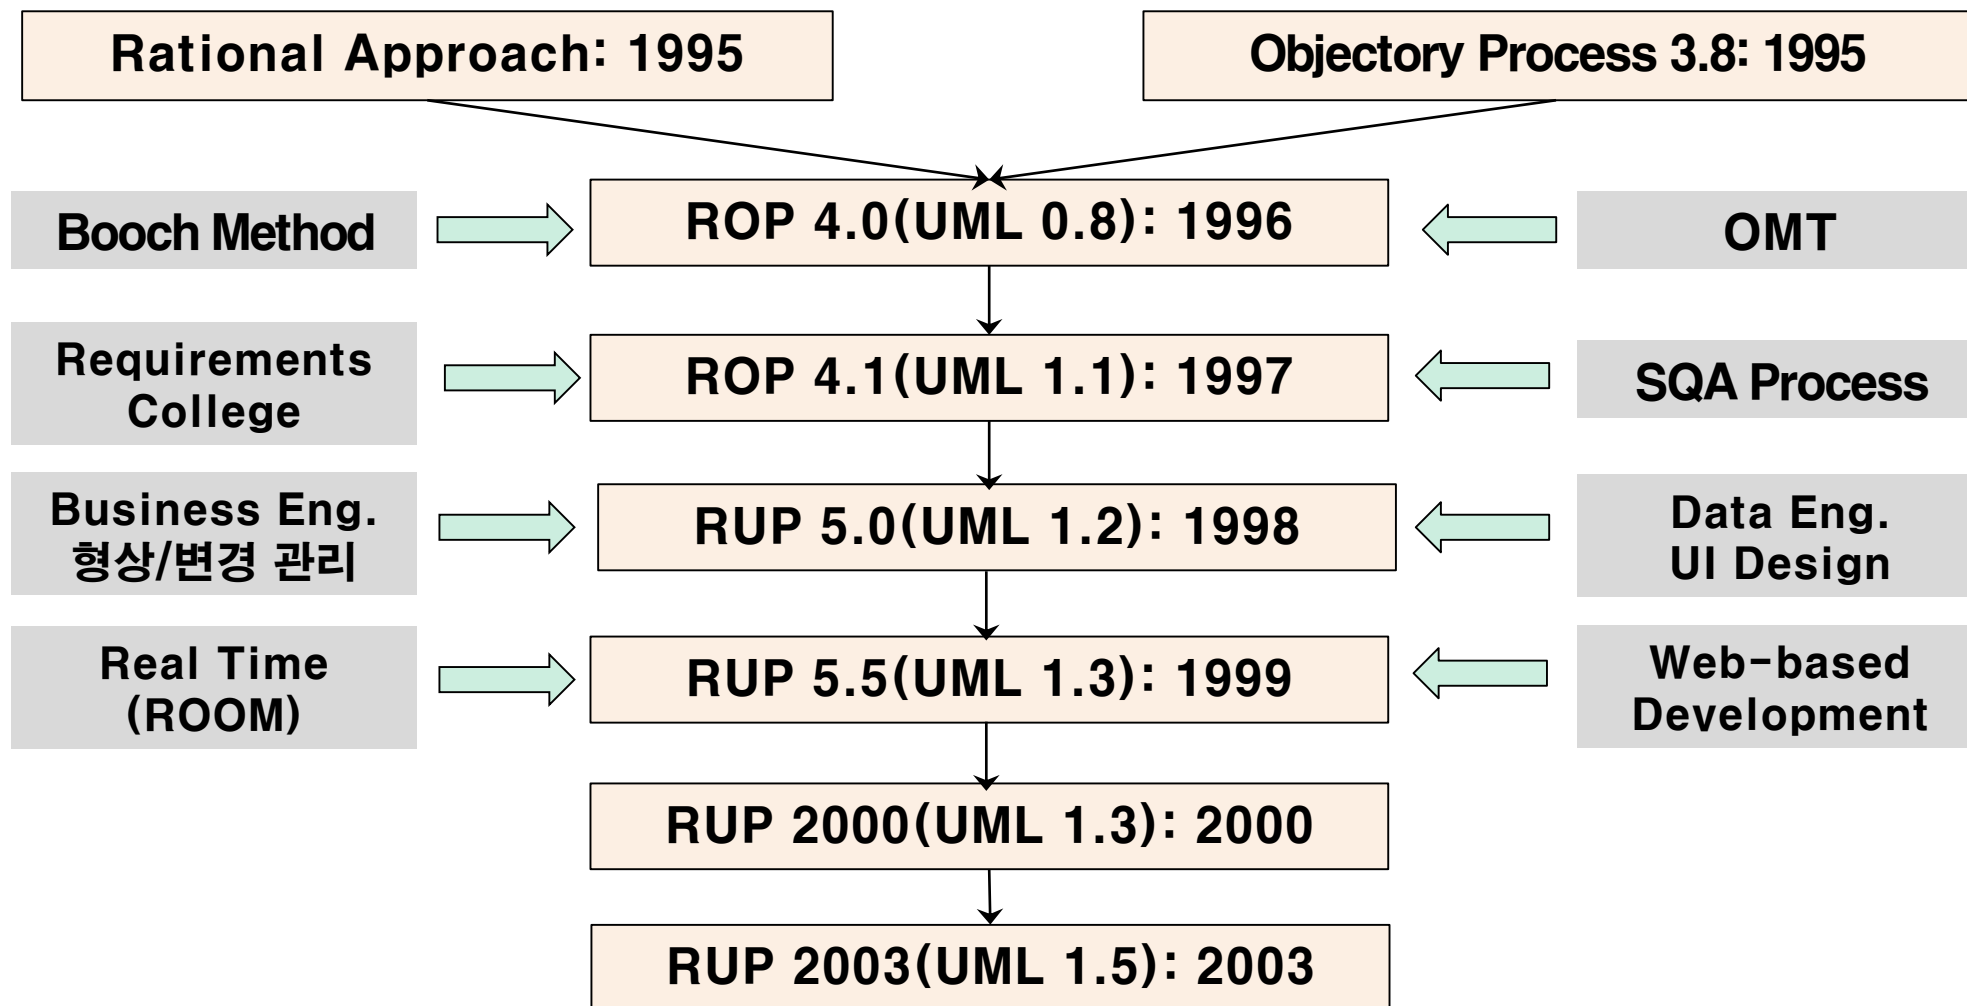 Rational Approach: 1995
Objectory Process 3.8: 1995
Booch Method
ROP 4.0(UML 0.8): 1996
OMT
Requirements
College
ROP 4.1(UML 1.1): 1997
SQA Process
Business Eng.
형상/변경 관리
RUP 5.0(UML 1.2): 1998
Data Eng.
UI Design
Real Time
(ROOM)
RUP 5.5(UML 1.3): 1999
Web-based
Development
RUP 2000(UML 1.3): 2000
RUP 2003(UML 1.5): 2003